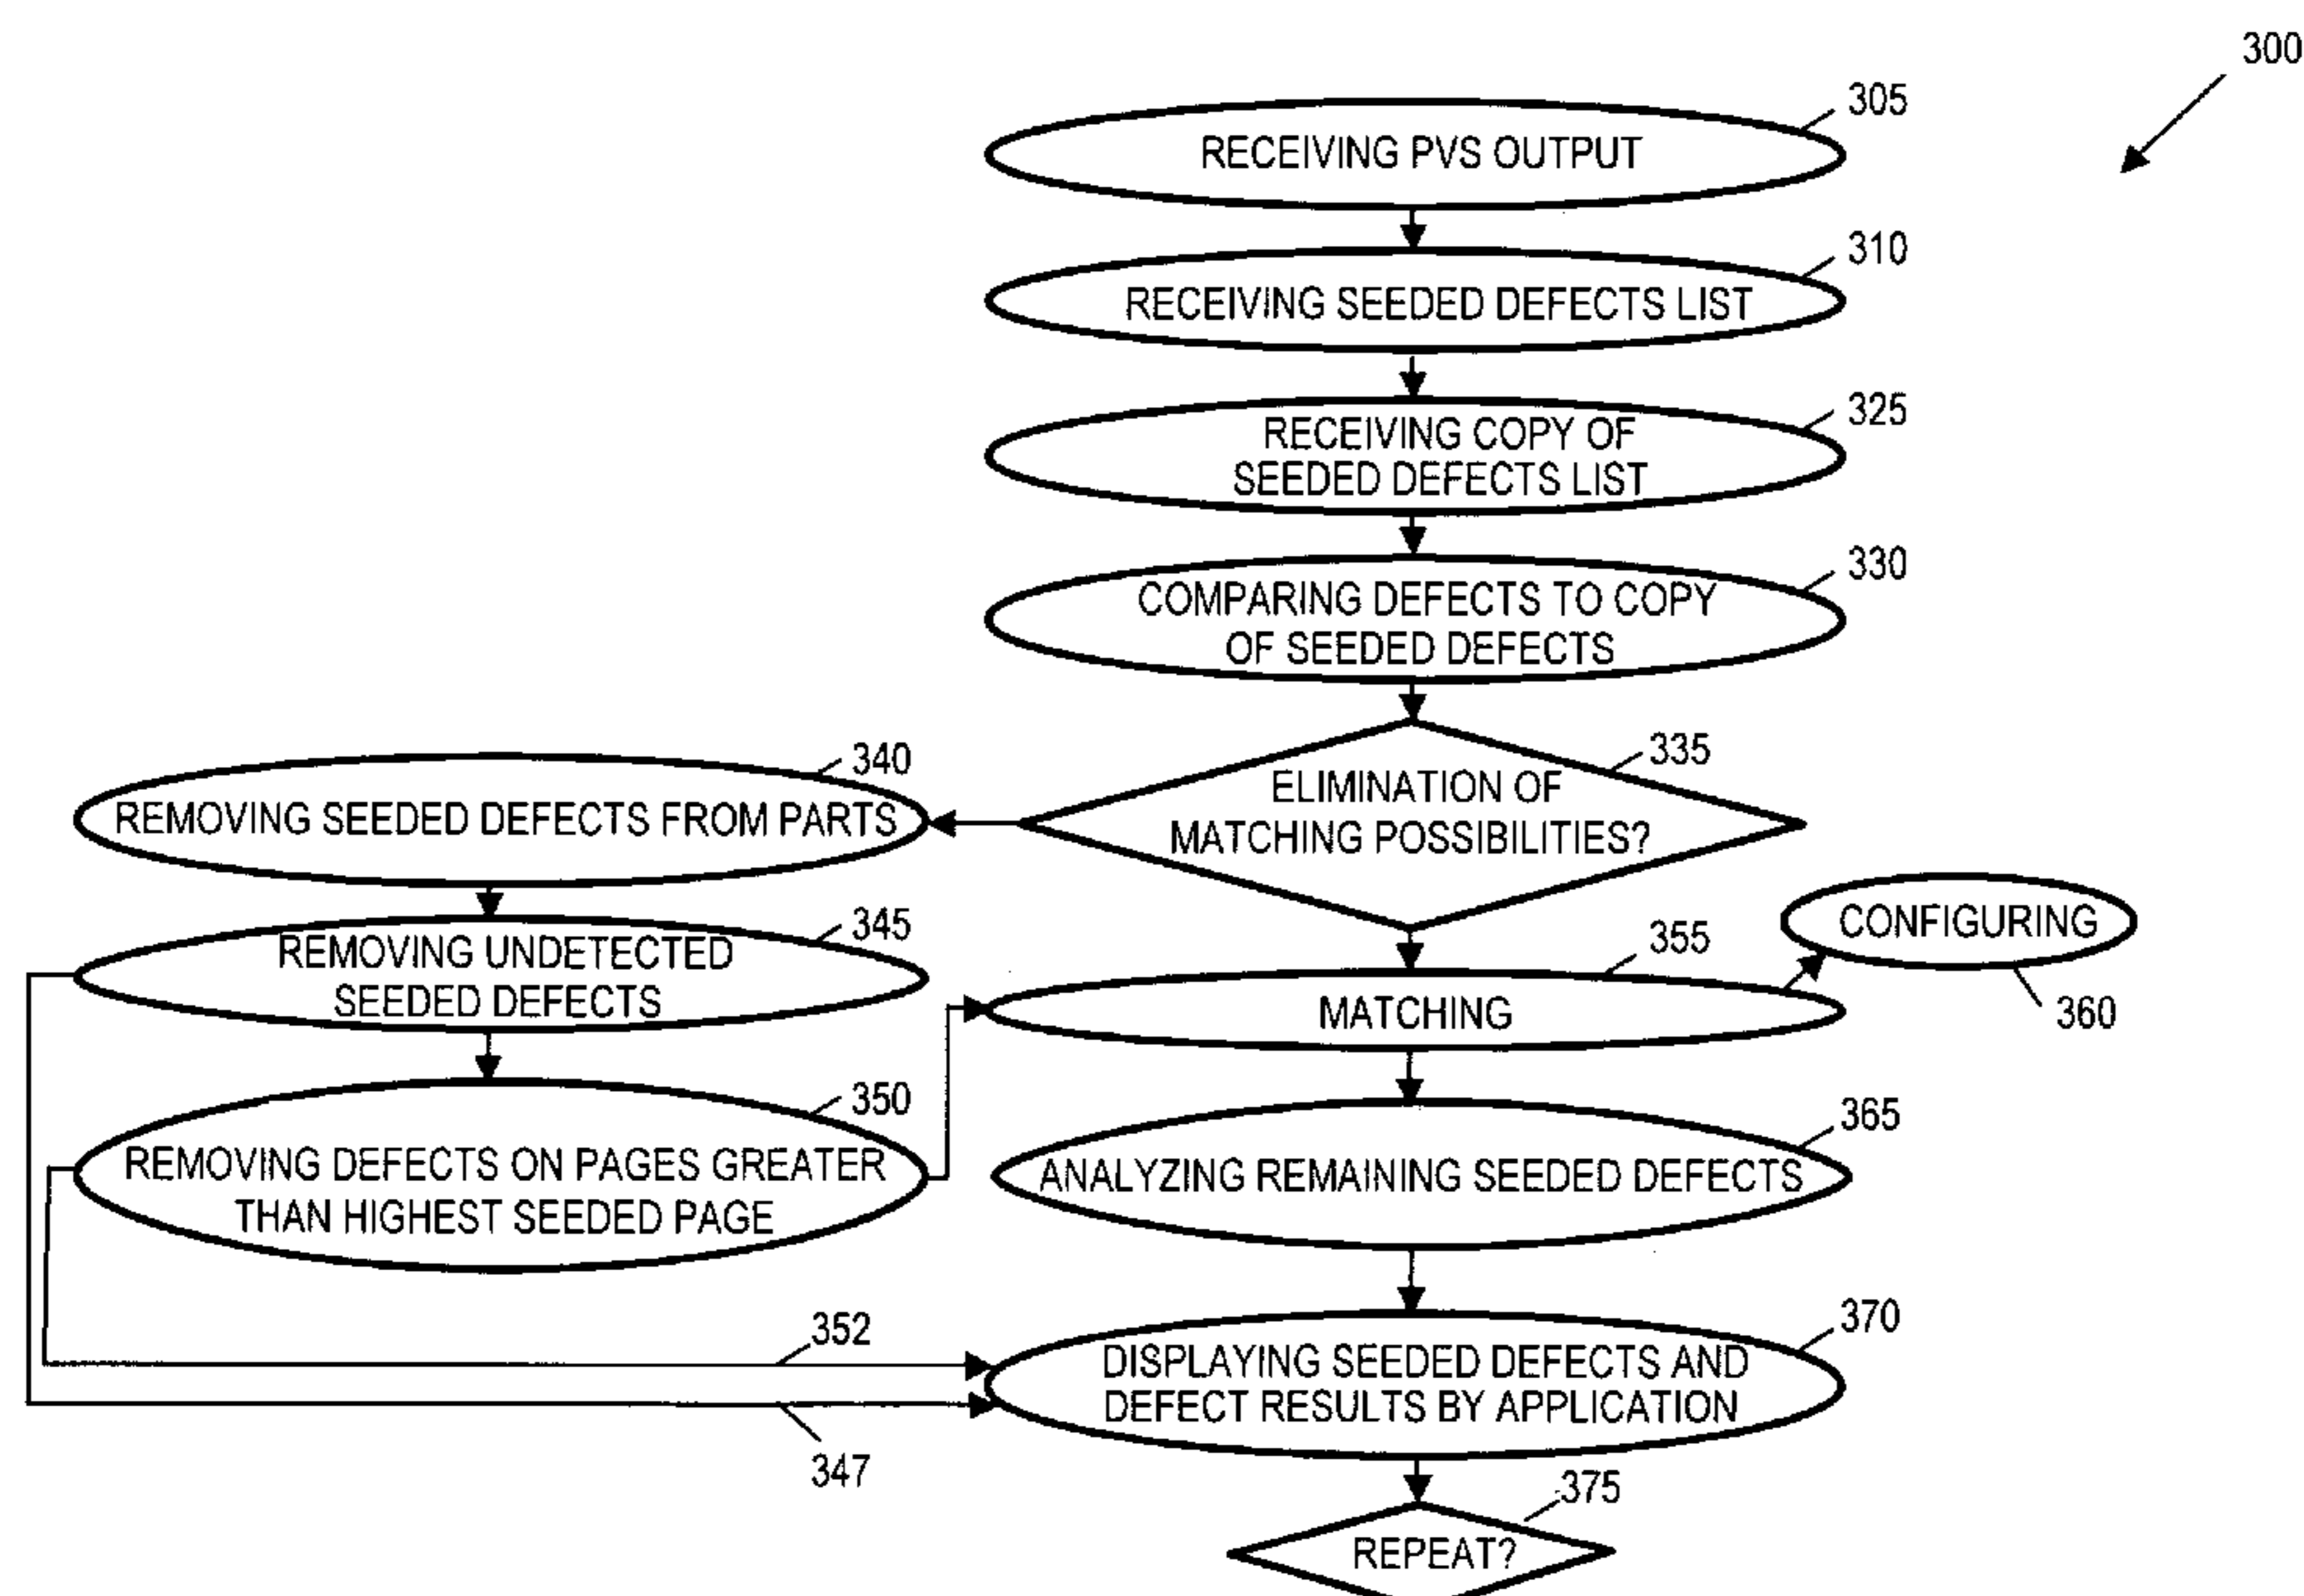 300
305
RECEIVING PVS OUTPUT
310
RECEIVING SEEDED DEFECTS LIST
325
RECEIVING COPY OF
SEEDED DEFECTS LIST
330
COMPARING DEFECTS TO COPY
OF SEEDED DEFECTS
335
ELIMINATION OF
MATCHING POSSIBILITIES?
340
REMOVING SEEDED DEFECTS FROM PARTS
345
REMOVING UNDETECTED
SEEDED DEFECTS
350
REMOVING DEFECTS ON PAGES GREATER
THAN HIGHEST SEEDED PAGE
355
MATCHING
CONFIGURING
360
365
ANALYZING REMAINING SEEDED DEFECTS
352
347
370
DISPLAYING SEEDED DEFECTS AND
DEFECT RESULTS BY APPLICATION
375
REPEAT?